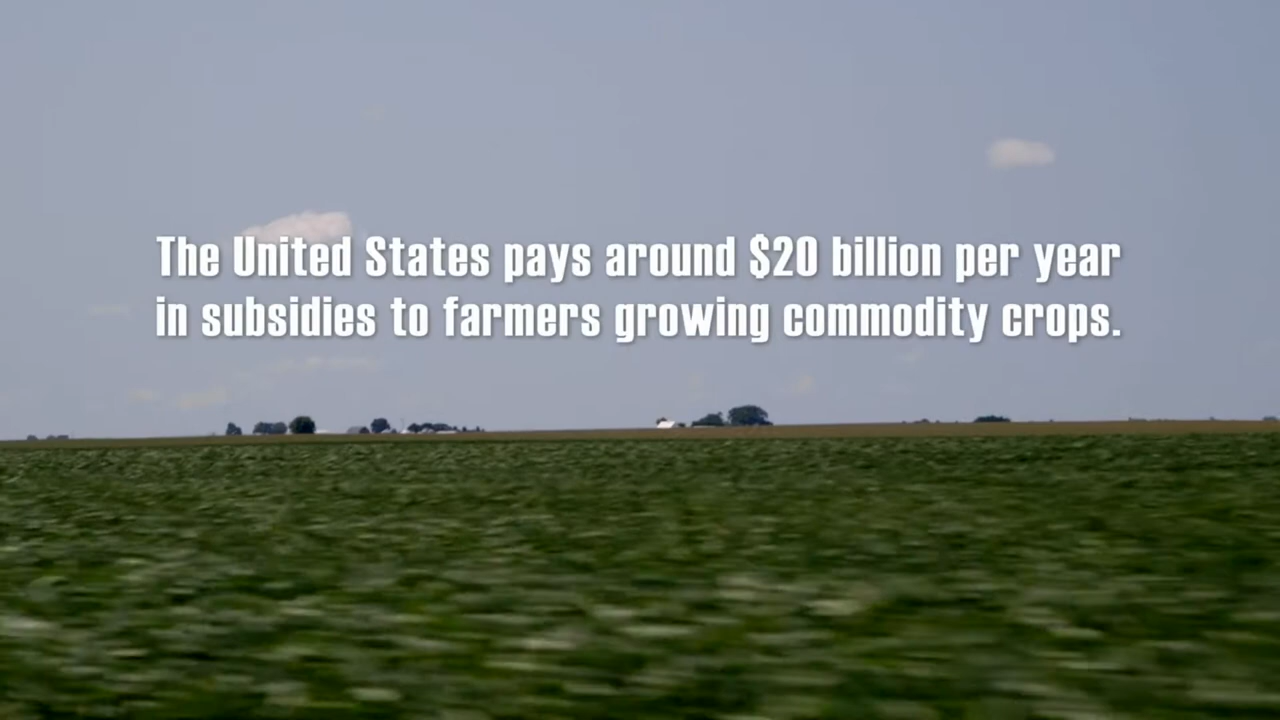 The United States pays around $20 billion per year
in subsidies to farmers growing commodity crops.